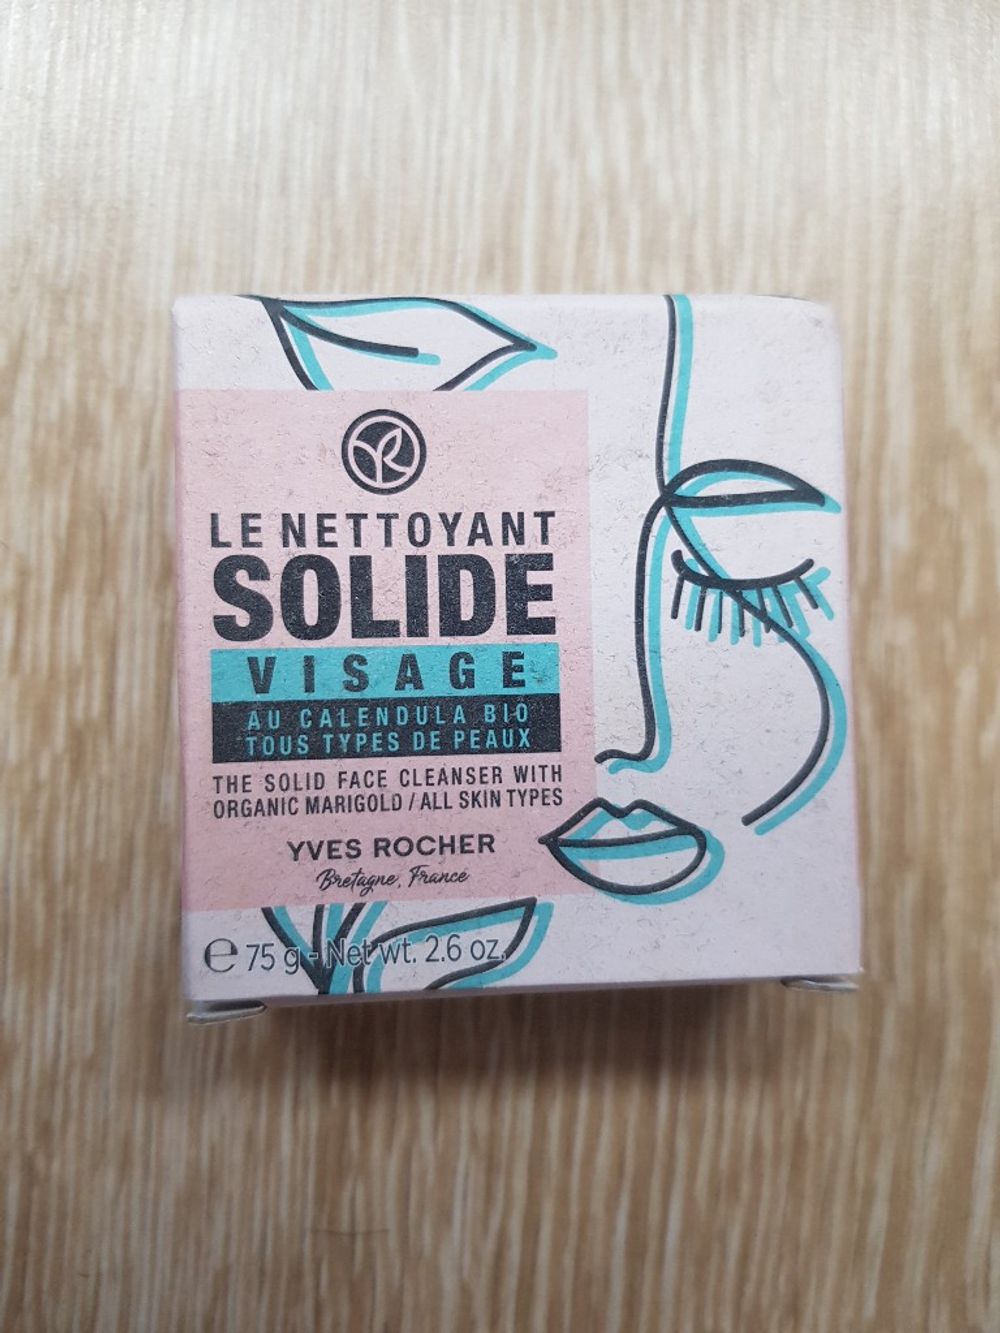 LE NETTOYANT
SOLIDE
VISAGE
AU CALENDULA BIO
TOUS TYPES DE PEAUX
THE SOLID FACE CLEANSER WITH
ORGANIC MARIGOLD / ALL SKIN TYPES
YVES ROCHER
Bretagne, France
℮ 75 g - Net wt. 2.6 oz.